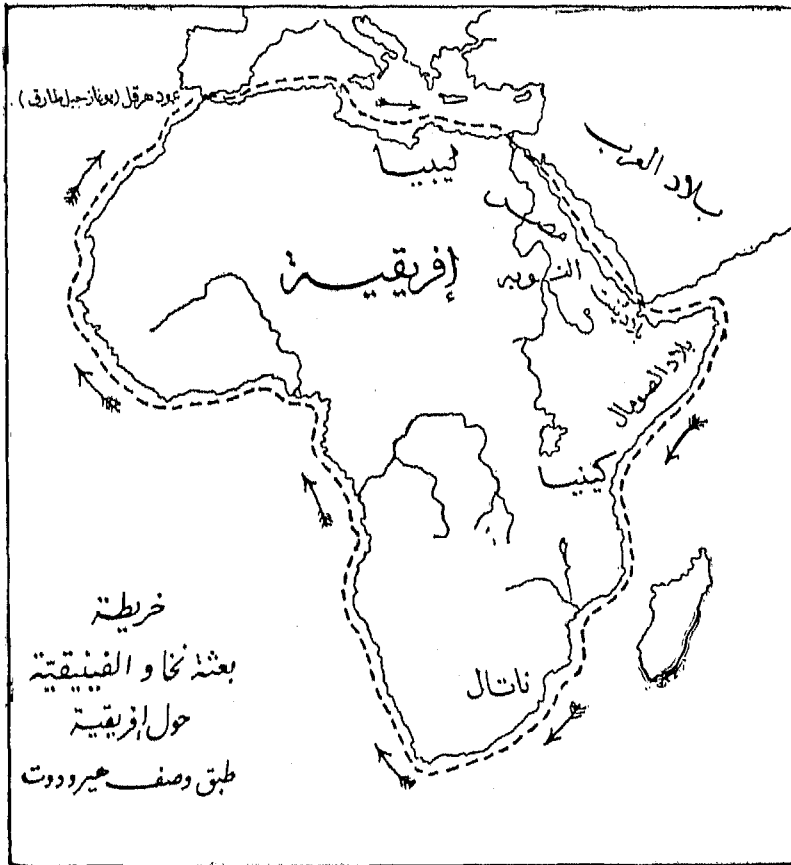 عمود هرقل (بوغاز جبل طارق)
ليبيا
بلاد العرب
مصر
إفريقية
النوبة
بلاد الصومال
كينيا
ناتال
خريطة
بعثة نخاو الفينيقية
حول إفريقية
طبق وصف هيرودوت